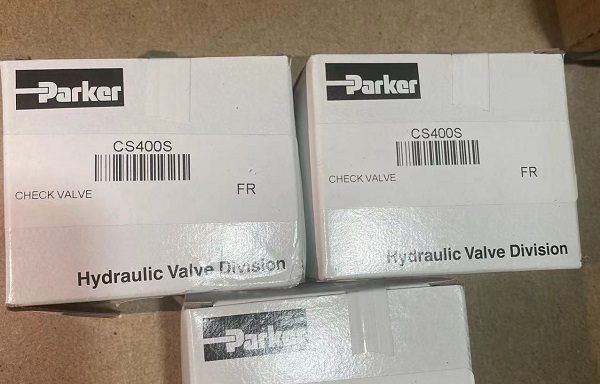 Parker
CS400S
CHECK VALVE
FR
Hydraulic Valve Division
Parker
CS400S
CHECK VALVE
FR
Hydraulic Valve Division
Parker